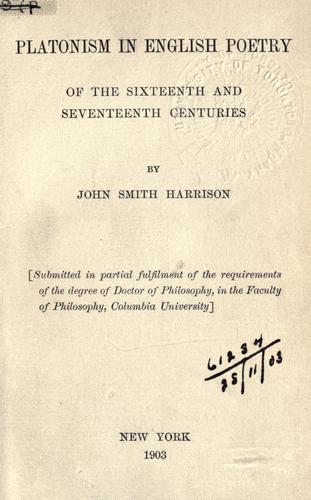 PLATONISM IN ENGLISH POETRY
OF THE SIXTEENTH AND
SEVENTEENTH CENTURIES
BY
JOHN SMITH HARRISON
[Submitted in partial fulfilment of the requirements
of the degree of Doctor of Philosophy, in the Faculty
of Philosophy, Columbia University]
61234
25/11/03
NEW YORK
1903